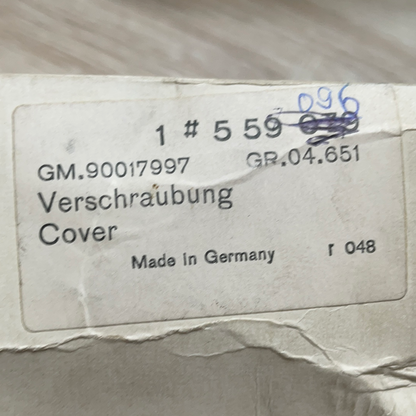 096
1 # 5 59
GM.90017997 GR.04.651
Verschraubung
Cover
Made in Germany r 048